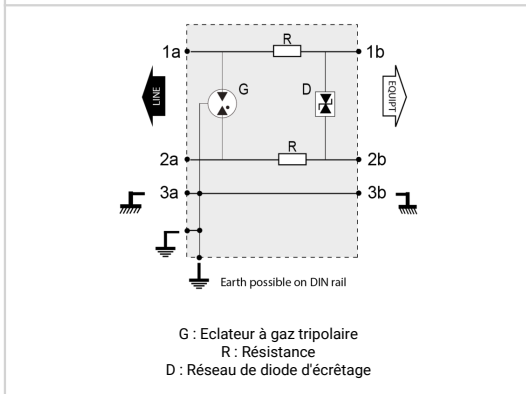 R
1a 1b
LINE G D EQUIPT
R
2a 2b
3a 3b
Earth possible on DIN rail
G : Eclateur à gaz tripolaire
R : Résistance
D : Réseau de diode d'écrêtage